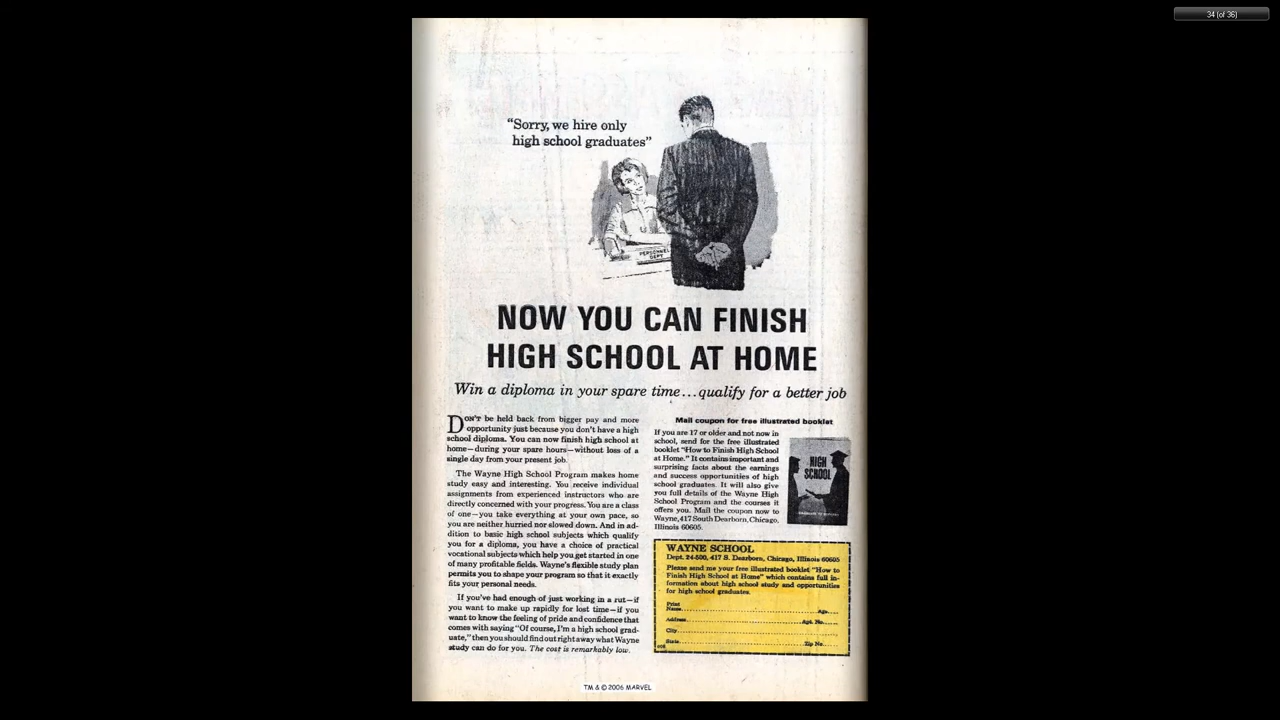 34 (of 36)
"Sorry, we hire only
high school graduates"
PERSONNEL
DEPT
NOW YOU CAN FINISH
HIGH SCHOOL AT HOME
Win a diploma in your spare time...qualify for a better job
DON'T be held back from bigger pay and more
opportunity just because you don't have a high
school diploma. You can now finish high school at
home—during your spare hours—without loss of a
single day from your present job.
The Wayne High School Program makes home
study easy and interesting. You receive individual
assignments from experienced instructors who are
directly concerned with your progress. You are a class
of one—you take everything at your own pace, so
you are neither hurried nor slowed down. And in ad-
dition to basic high school subjects which qualify
you for a diploma, you have a choice of practical
vocational subjects which help you get started in one
of many profitable fields. Wayne's flexible study plan
permits you to shape your program so that it exactly
fits your personal needs.
If you've had enough of just working in a rut—if
you want to make up rapidly for lost time—if you
want to know the feeling of pride and confidence that
comes with saying "Of course, I'm a high school grad-
uate," then you should find out right away what Wayne
study can do for you. The cost is remarkably low.
Mail coupon for free illustrated booklet
If you are 17 or older and not now in
school, send for the free illustrated
booklet "How to Finish High School
at Home." It contains important and
surprising facts about the earnings
and success opportunities of high
school graduates. It will also give
you full details of the Wayne High
School Program and the courses it
offers you. Mail the coupon now to
Wayne, 417 South Dearborn, Chicago,
Illinois 60605.
HIGH
SCHOOL
WAYNE SCHOOL
Dept. 24-500, 417 S. Dearborn, Chicago, Illinois 60605
Please send me your free illustrated booklet "How to
Finish High School at Home" which contains full in-
formation about high school study and opportunities
for high school graduates.
Print
Name Age
Address Apt. No.
City
State Zip No.
TM & © 2006 MARVEL